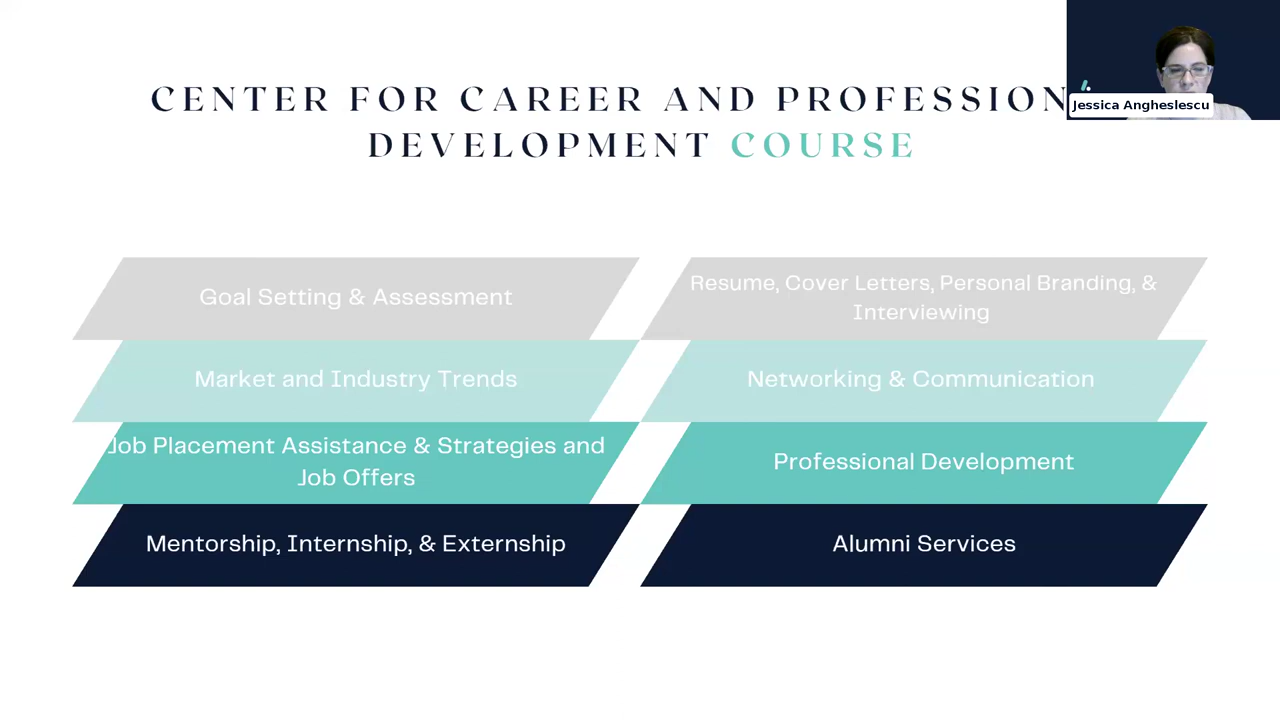 CENTER FOR CAREER AND PROFESSION
DEVELOPMENT COURSE
Jessica Angheslescu
Goal Setting & Assessment
Resume, Cover Letters, Personal Branding, &
Interviewing
Market and Industry Trends
Networking & Communication
Job Placement Assistance & Strategies and
Job Offers
Professional Development
Mentorship, Internship, & Externship
Alumni Services